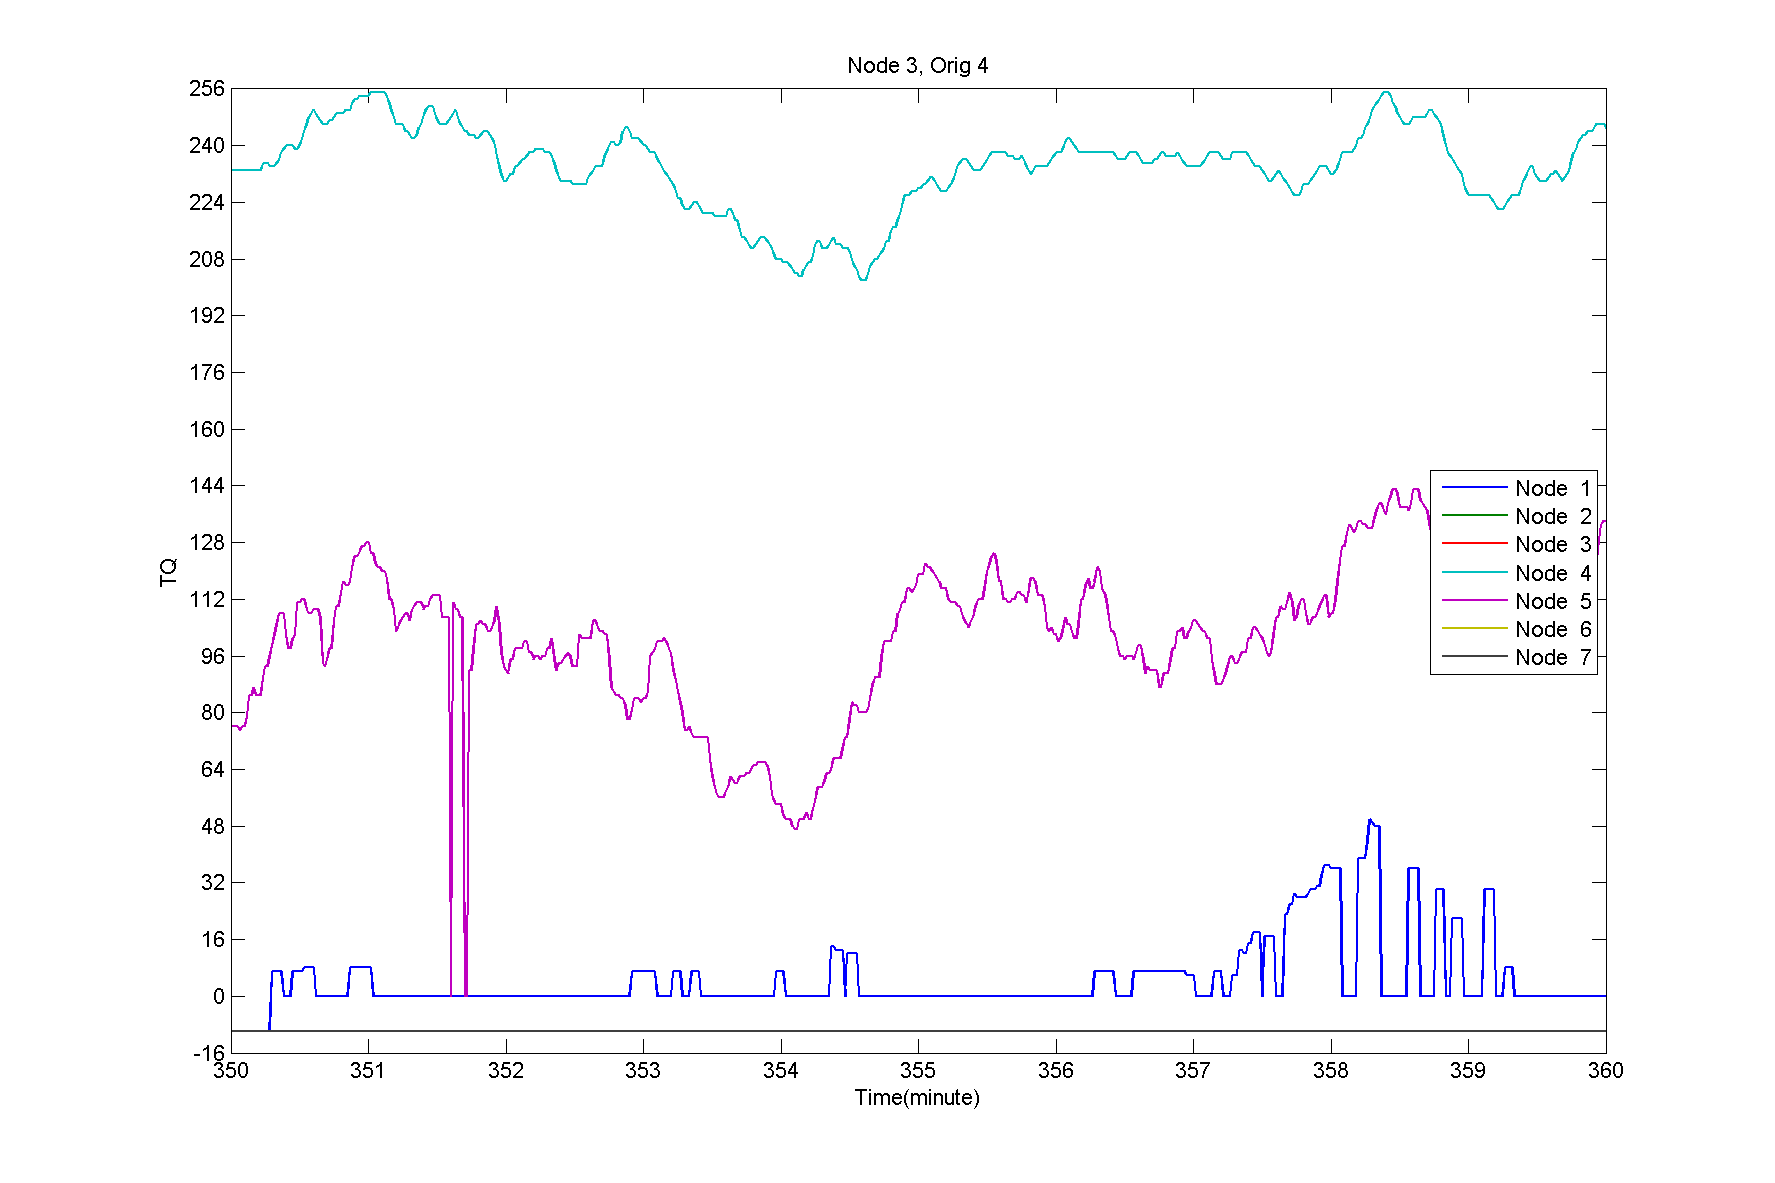 Node 3, Orig 4
256
240
224
208
192
176
160
144
128
112
96
80
64
48
32
16
0
-16
TQ
Node 1
Node 2
Node 3
Node 4
Node 5
Node 6
Node 7
350 351 352 353 354 355 356 357 358 359 360
Time(minute)